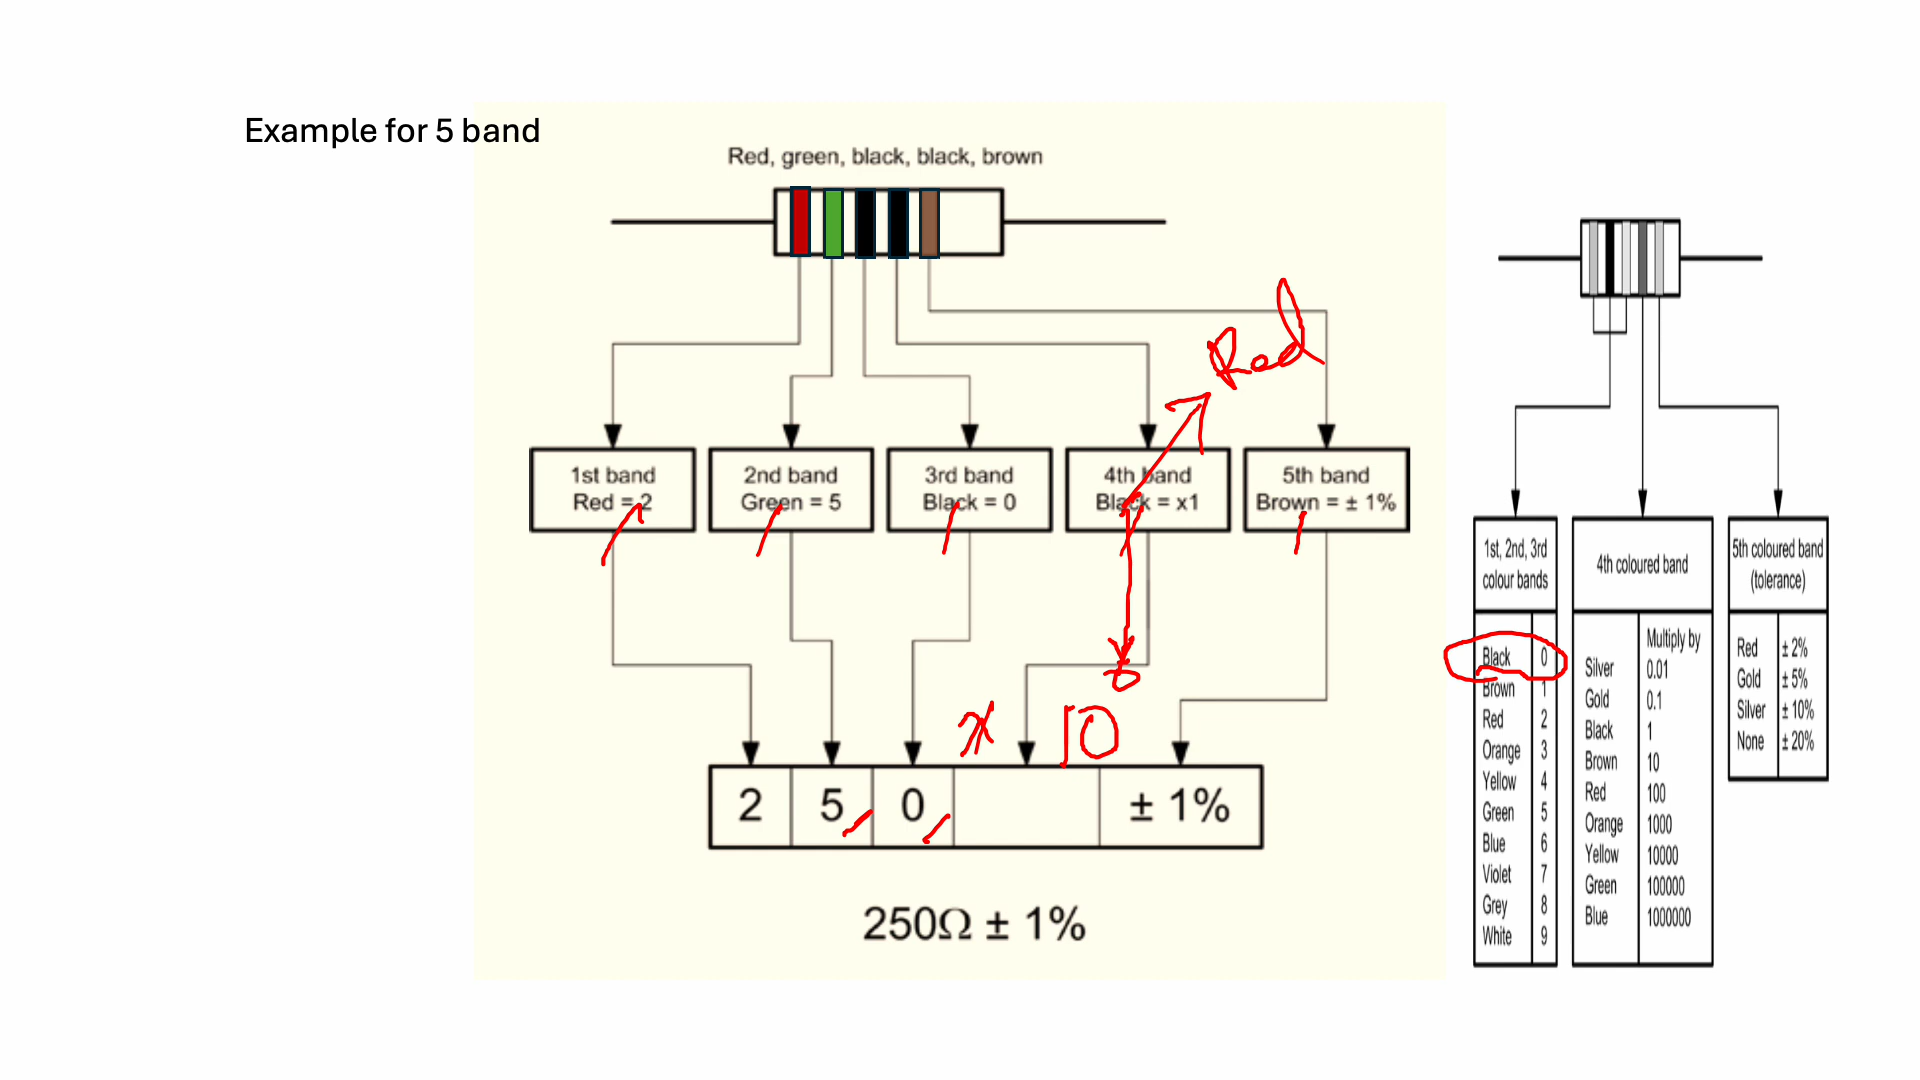 Example for 5 band
Red, green, black, black, brown
Red
1st band
Red = 2
2nd band
Green = 5
3rd band
Black = 0
4th band
Black = x1
5th band
Brown = ± 1%
x 10
2 5 0 ± 1%
250Ω ± 1%
1st, 2nd, 3rd
colour bands
Black 0
Brown 1
Red 2
Orange 3
Yellow 4
Green 5
Blue 6
Violet 7
Grey 8
White 9
4th coloured band
Multiply by
Silver 0.01
Gold 0.1
Black 1
Brown 10
Red 100
Orange 1000
Yellow 10000
Green 100000
Blue 1000000
5th coloured band
(tolerance)
Red ± 2%
Gold ± 5%
Silver ± 10%
None ± 20%